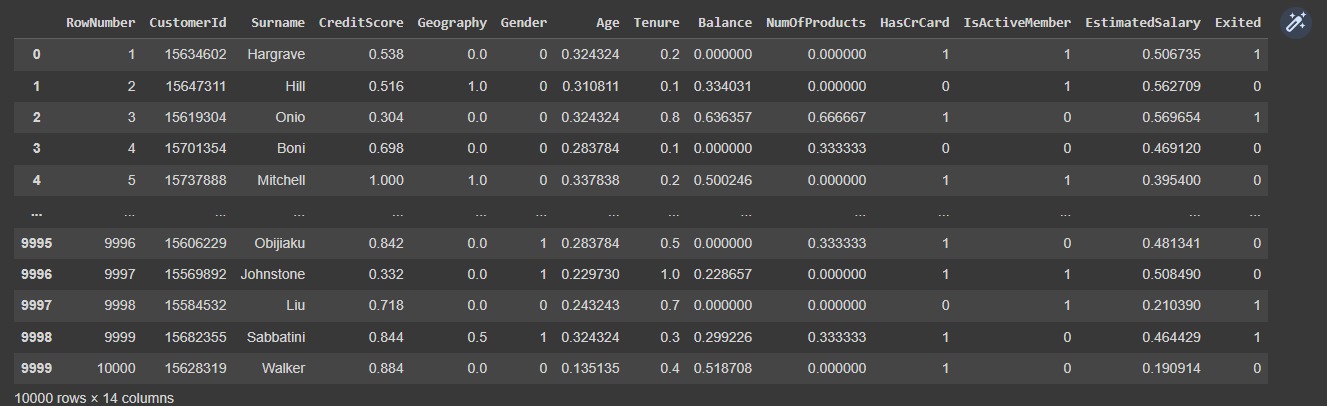 RowNumber CustomerId Surname CreditScore Geography Gender Age Tenure Balance NumOfProducts HasCrCard IsActiveMember EstimatedSalary Exited
0 1 15634602 Hargrave 0.538 0.0 0 0.324324 0.2 0.000000 0.000000 1 1 0.506735 1
1 2 15647311 Hill 0.516 1.0 0 0.310811 0.1 0.334031 0.000000 0 1 0.562709 0
2 3 15619304 Onio 0.304 0.0 0 0.324324 0.8 0.636357 0.666667 1 0 0.569654 1
3 4 15701354 Boni 0.698 0.0 0 0.283784 0.1 0.000000 0.333333 0 0 0.469120 0
4 5 15737888 Mitchell 1.000 1.0 0 0.337838 0.2 0.500246 0.000000 1 1 0.395400 0
... ... ... ... ... ... ... ... ... ... ... ... ... ... ...
9995 9996 15606229 Obijiaku 0.842 0.0 1 0.283784 0.5 0.000000 0.333333 1 0 0.481341 0
9996 9997 15569892 Johnstone 0.332 0.0 1 0.229730 1.0 0.228657 0.000000 1 1 0.508490 0
9997 9998 15584532 Liu 0.718 0.0 0 0.243243 0.7 0.000000 0.000000 0 1 0.210390 1
9998 9999 15682355 Sabbatini 0.844 0.5 1 0.324324 0.3 0.299226 0.333333 1 0 0.464429 1
9999 10000 15628319 Walker 0.884 0.0 0 0.135135 0.4 0.518708 0.000000 1 0 0.190914 0
10000 rows × 14 columns